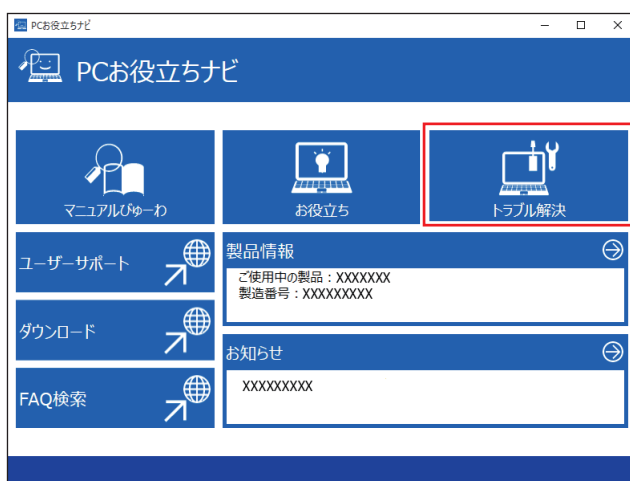 PCお役立ちナビ
PCお役立ちナビ
マニュアルびゅーわ
お役立ち
トラブル解決
ユーザーサポート
製品情報
ご使用中の製品：XXXXXXX
製造番号：XXXXXXXXX
ダウンロード
お知らせ
XXXXXXXXX
FAQ検索